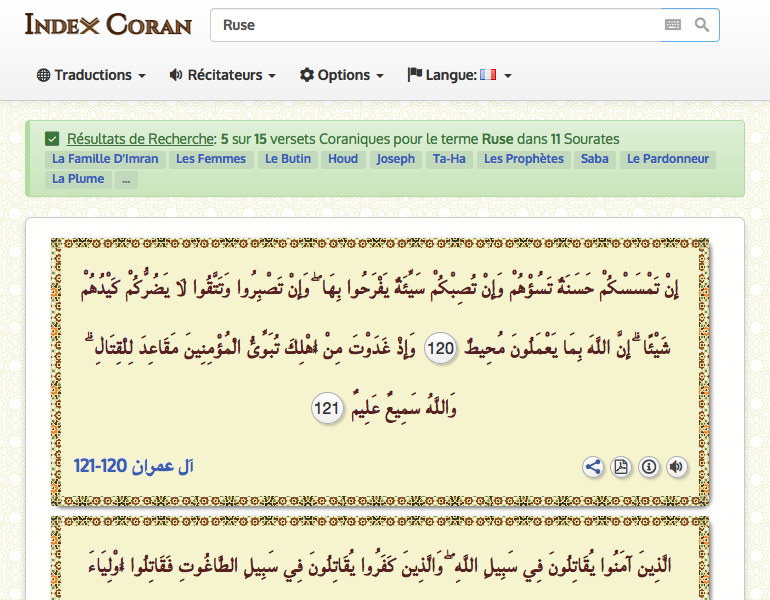 INDEX CORAN
Ruse
Traductions
Récitateurs
Options
Langue:
Résultats de Recherche: 5 sur 15 versets Coraniques pour le terme Ruse dans 11 Sourates
La Famille D'Imran Les Femmes Le Butin Houd Joseph Ta-Ha Les Prophètes Saba Le Pardonneur
La Plume ...
إِنْ تَمْسَسْكُمْ حَسَنَةٌ تَسُؤْهُمْ وَإِنْ تُصِبْكُمْ سَيِّئَةٌ يَفْرَحُوا بِهَا ۖ وَإِنْ تَصْبِرُوا وَتَتَّقُوا لَا يَضُرُّكُمْ كَيْدُهُمْ
شَيْئًا ۗ إِنَّ اللَّهَ بِمَا يَعْمَلُونَ مُحِيطٌ 120 وَإِذْ غَدَوْتَ مِنْ أَهْلِكَ تُبَوِّئُ الْمُؤْمِنِينَ مَقَاعِدَ لِلْقِتَالِ ۗ
وَاللَّهُ سَمِيعٌ عَلِيمٌ 121
آل عمران 120-121
الَّذِينَ آمَنُوا يُقَاتِلُونَ فِي سَبِيلِ اللَّهِ ۖ وَالَّذِينَ كَفَرُوا يُقَاتِلُونَ فِي سَبِيلِ الطَّاغُوتِ فَقَاتِلُوا أَوْلِيَاءَ